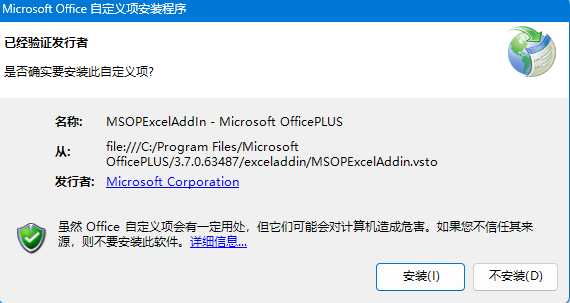 Microsoft Office 自定义项安装程序
已经验证发行者
是否确实要安装此自定义项?
名称: MSOPExcelAddIn - Microsoft OfficePLUS
从: file:///C:/Program Files/Microsoft
OfficePLUS/3.7.0.63487/exceladdin/MSOPExcelAddin.vsto
发行者: Microsoft Corporation
虽然 Office 自定义项会有一定用处，但它们可能会对计算机造成危害。如果您不信任其来
源，则不要安装此软件。详细信息...
安装(I) 不安装(D)